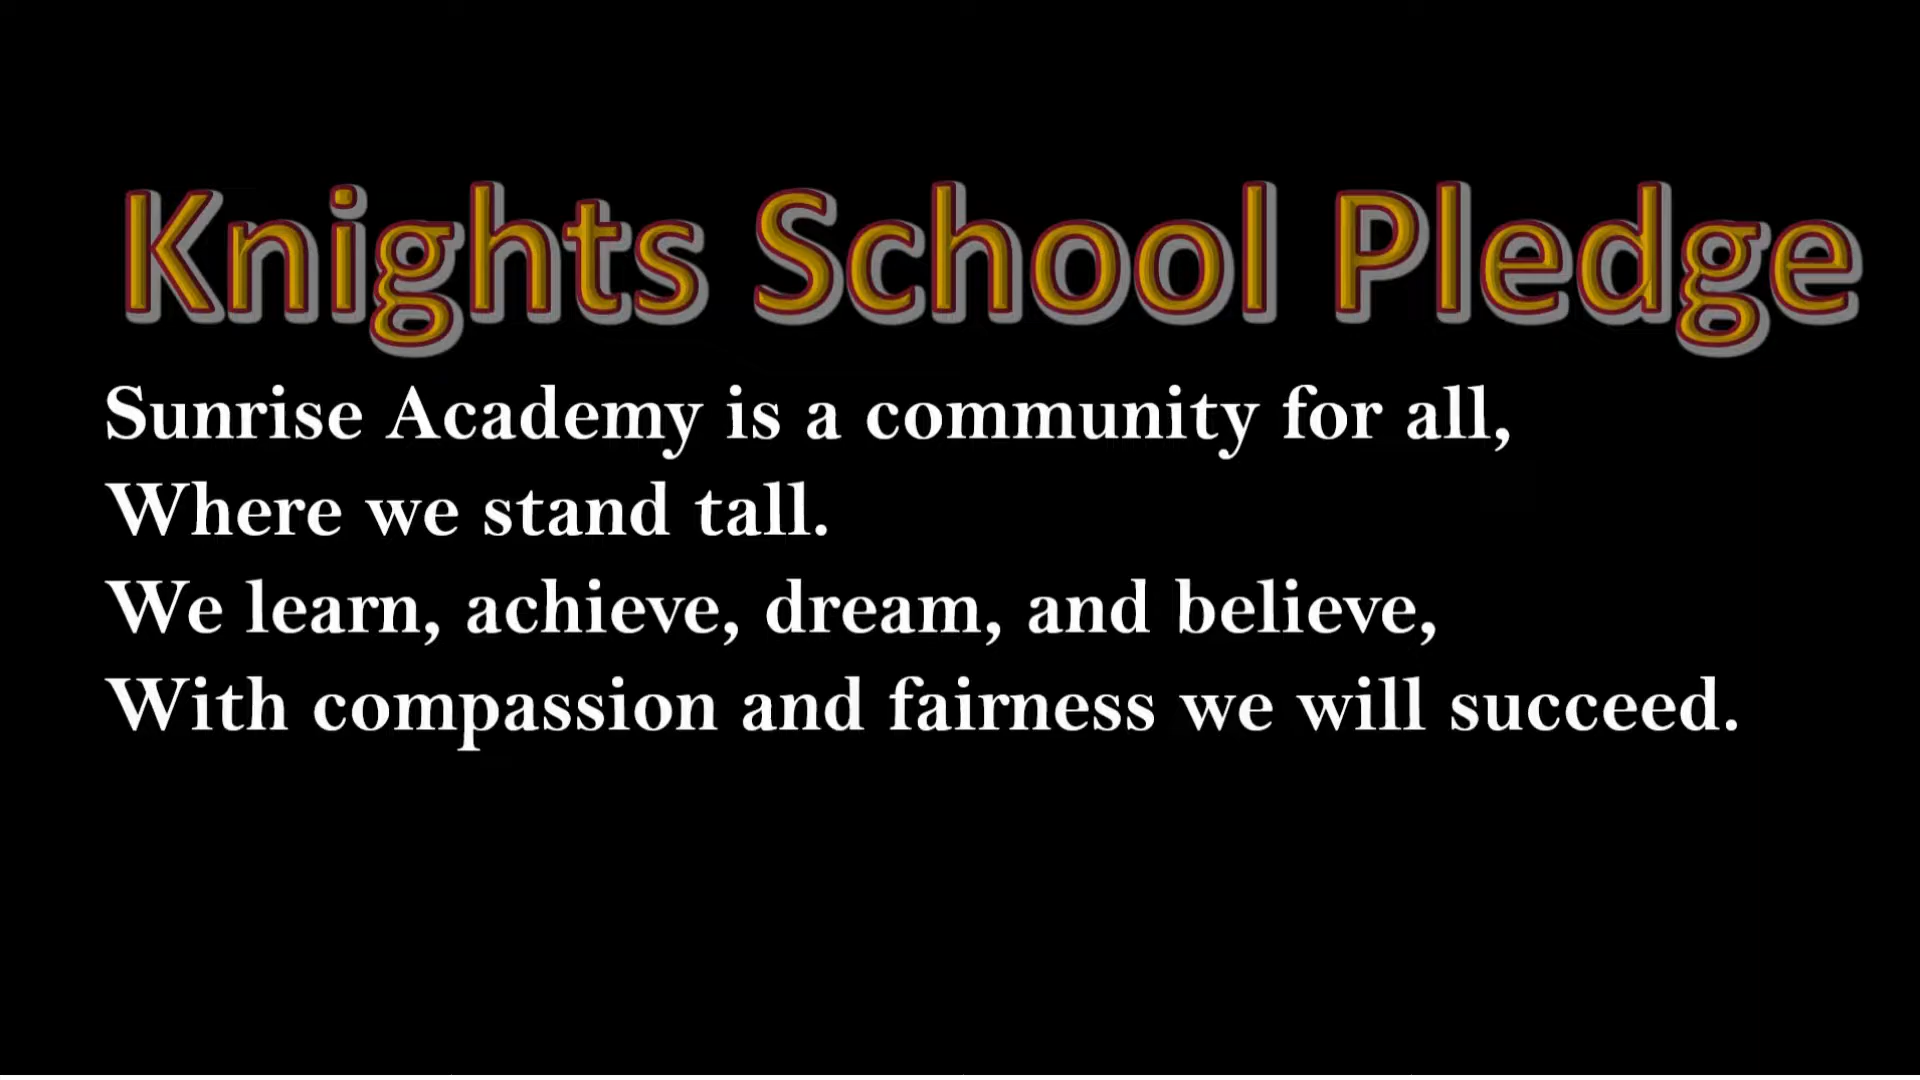 Knights School Pledge
Sunrise Academy is a community for all,
Where we stand tall.
We learn, achieve, dream, and believe,
With compassion and fairness we will succeed.